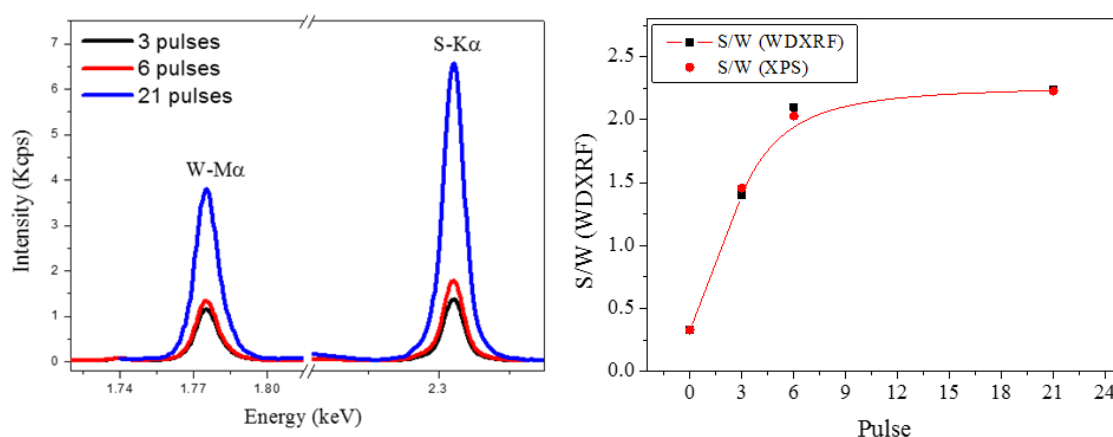 7
6
5
4
3
2
1
0
Intensity (Kcps)
3 pulses
6 pulses
21 pulses
W-Mα
S-Kα
1.74
1.77
1.80
2.3
Energy (keV)
2.5
2.0
1.5
1.0
0.5
0.0
S/W (WDXRF)
S/W (WDXRF)
S/W (XPS)
0 3 6 9 12 15 18 21 24
Pulse